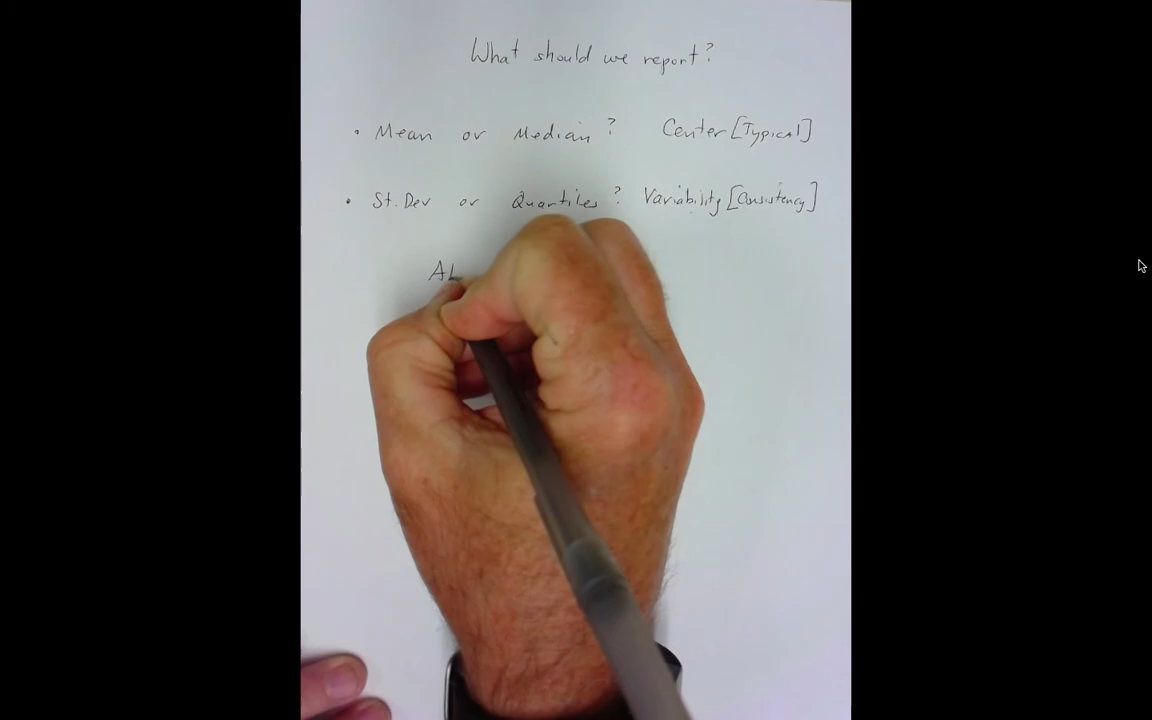 What should we report?
• Mean or Median? Center [Typical]
• St. Dev or Quartiles? Variability [Consistency]
AL